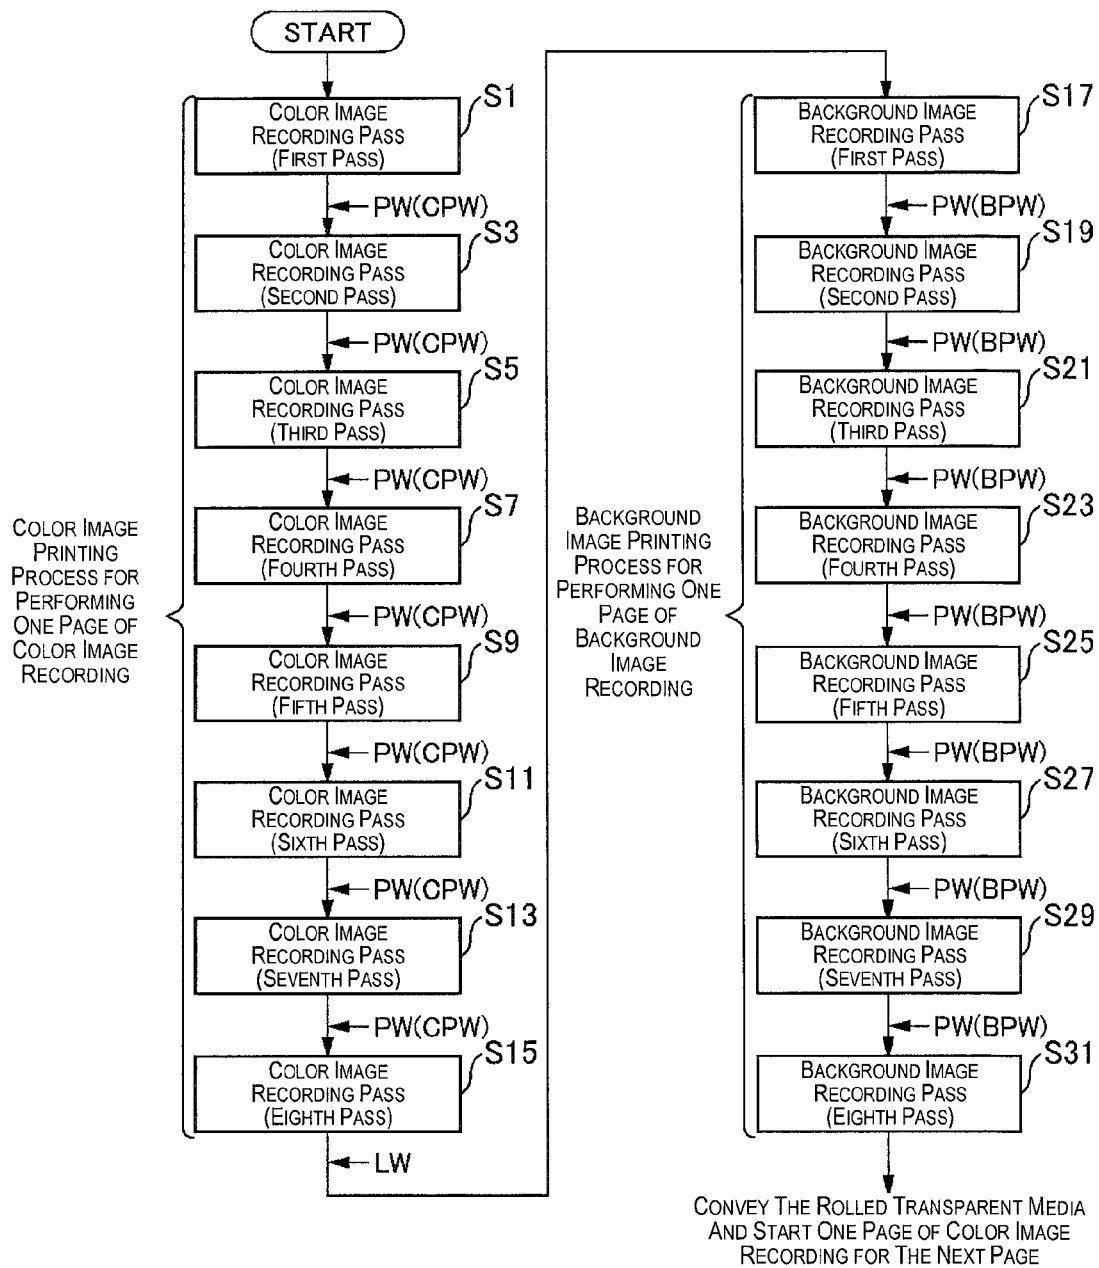 START
COLOR IMAGE
RECORDING PASS
(FIRST PASS)
S1
PW(CPW)
COLOR IMAGE
RECORDING PASS
(SECOND PASS)
S3
PW(CPW)
COLOR IMAGE
RECORDING PASS
(THIRD PASS)
S5
PW(CPW)
COLOR IMAGE
RECORDING PASS
(FOURTH PASS)
S7
PW(CPW)
COLOR IMAGE
RECORDING PASS
(FIFTH PASS)
S9
PW(CPW)
COLOR IMAGE
RECORDING PASS
(SIXTH PASS)
S11
PW(CPW)
COLOR IMAGE
RECORDING PASS
(SEVENTH PASS)
S13
PW(CPW)
COLOR IMAGE
RECORDING PASS
(EIGHTH PASS)
S15
LW
COLOR IMAGE
PRINTING
PROCESS FOR
PERFORMING
ONE PAGE OF
COLOR IMAGE
RECORDING
BACKGROUND IMAGE
RECORDING PASS
(FIRST PASS)
S17
PW(BPW)
BACKGROUND IMAGE
RECORDING PASS
(SECOND PASS)
S19
PW(BPW)
BACKGROUND IMAGE
RECORDING PASS
(THIRD PASS)
S21
PW(BPW)
BACKGROUND IMAGE
RECORDING PASS
(FOURTH PASS)
S23
PW(BPW)
BACKGROUND IMAGE
RECORDING PASS
(FIFTH PASS)
S25
PW(BPW)
BACKGROUND IMAGE
RECORDING PASS
(SIXTH PASS)
S27
PW(BPW)
BACKGROUND IMAGE
RECORDING PASS
(SEVENTH PASS)
S29
PW(BPW)
BACKGROUND IMAGE
RECORDING PASS
(EIGHTH PASS)
S31
BACKGROUND
IMAGE PRINTING
PROCESS FOR
PERFORMING ONE
PAGE OF
BACKGROUND
IMAGE
RECORDING
CONVEY THE ROLLED TRANSPARENT MEDIA
AND START ONE PAGE OF COLOR IMAGE
RECORDING FOR THE NEXT PAGE